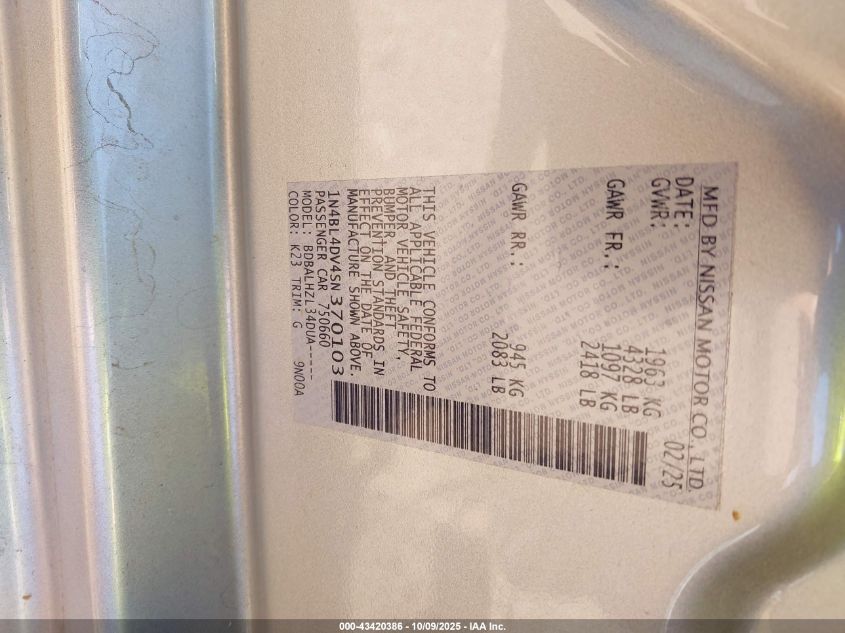 MFD BY NISSAN MOTOR CO., LTD.
DATE: 02/25
GVWR: 1963 KG
4328 LB
GAWR FR.: 1097 KG
2418 LB
GAWR RR.: 945 KG
2083 LB
THIS VEHICLE CONFORMS TO
ALL APPLICABLE FEDERAL
MOTOR VEHICLE SAFETY,
BUMPER, AND THEFT
PREVENTION STANDARDS IN
EFFECT ON THE DATE OF
MANUFACTURE SHOWN ABOVE.
1N4BL4DV4SN370103
PASSENGER CAR 750660
MODEL: BDBALHZL34DUA-----
COLOR: K23 TRIM: G 9N00A
000-43420386 - 10/09/2025 - IAA Inc.